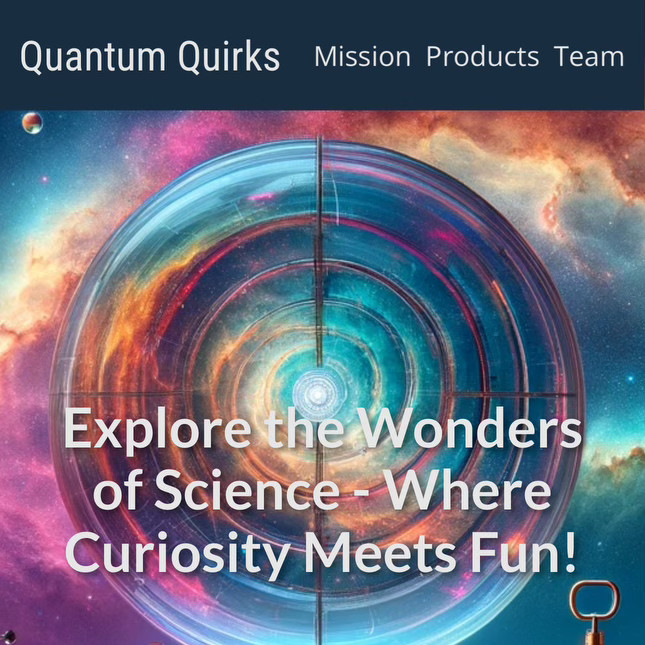 Quantum Quirks Mission Products Team
Explore the Wonders
of Science - Where
Curiosity Meets Fun!